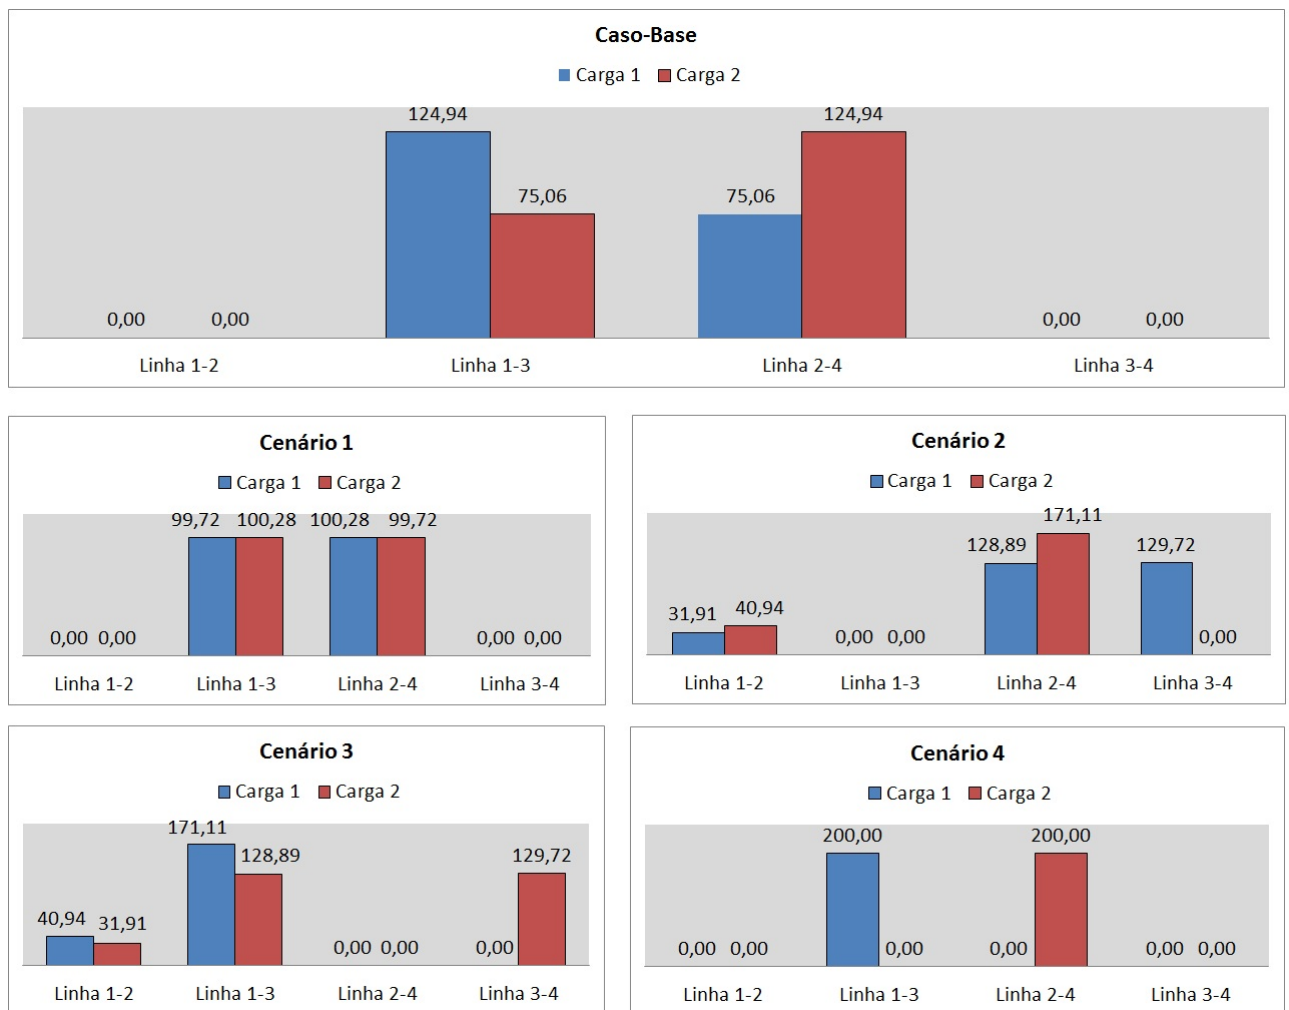 Caso-Base
Carga 1 Carga 2
124,94 124,94
75,06 75,06
0,00 0,00 0,00 0,00
Linha 1-2 Linha 1-3 Linha 2-4 Linha 3-4
Cenário 1
Carga 1 Carga 2
99,72 100,28 100,28 99,72
0,00 0,00 0,00 0,00
Linha 1-2 Linha 1-3 Linha 2-4 Linha 3-4
Cenário 2
Carga 1 Carga 2
171,11
128,89 129,72
31,91 40,94
0,00 0,00 0,00
Linha 1-2 Linha 1-3 Linha 2-4 Linha 3-4
Cenário 3
Carga 1 Carga 2
171,11
128,89 129,72
40,94 31,91
0,00 0,00 0,00
Linha 1-2 Linha 1-3 Linha 2-4 Linha 3-4
Cenário 4
Carga 1 Carga 2
200,00 200,00
0,00 0,00 0,00 0,00 0,00 0,00
Linha 1-2 Linha 1-3 Linha 2-4 Linha 3-4